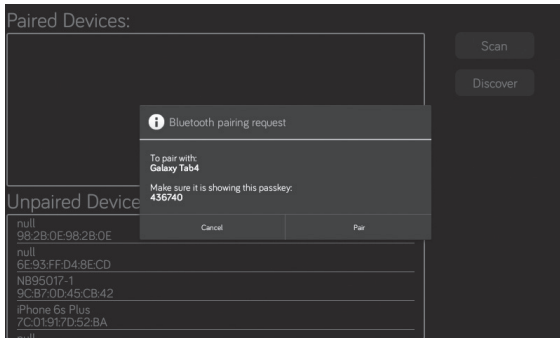 Paired Devices:
Scan
Discover
Bluetooth pairing request
To pair with:
Galaxy Tab4
Make sure it is showing this passkey:
436740
Cancel
Pair
Unpaired Device
null
98:2B:0E:98:2B:0E
null
6E:93:FF:D4:8E:CD
NB95017-1
9C:B7:0D:45:CB:42
iPhone 6s Plus
7C:01:91:7D:52:BA
null